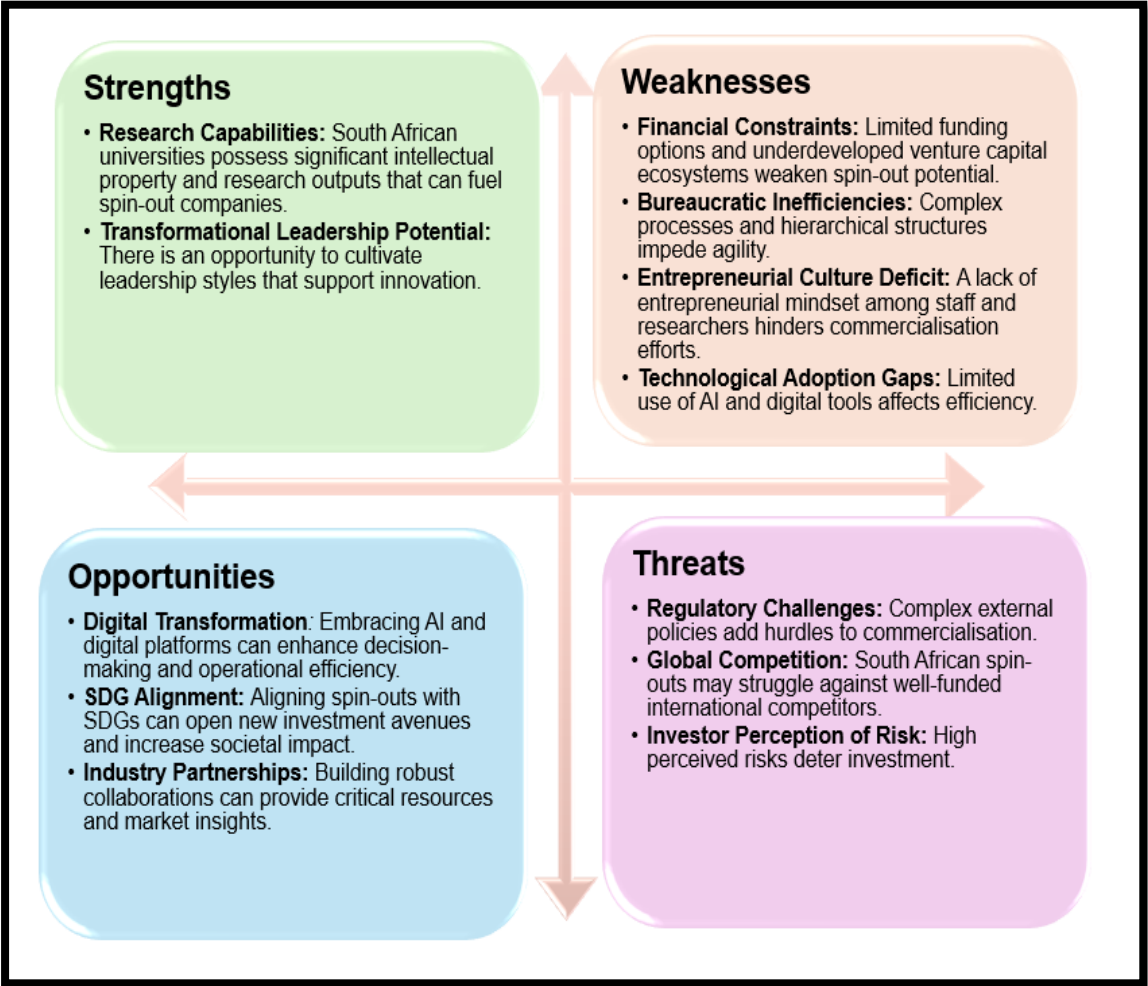 Strengths
• Research Capabilities: South African
universities possess significant intellectual
property and research outputs that can fuel
spin-out companies.
• Transformational Leadership Potential:
There is an opportunity to cultivate
leadership styles that support innovation.
Weaknesses
• Financial Constraints: Limited funding
options and underdeveloped venture capital
ecosystems weaken spin-out potential.
• Bureaucratic Inefficiencies: Complex
processes and hierarchical structures
impede agility.
• Entrepreneurial Culture Deficit: A lack of
entrepreneurial mindset among staff and
researchers hinders commercialisation
efforts.
• Technological Adoption Gaps: Limited
use of AI and digital tools affects efficiency.
Opportunities
• Digital Transformation: Embracing AI and
digital platforms can enhance decision-
making and operational efficiency.
• SDG Alignment: Aligning spin-outs with
SDGs can open new investment avenues
and increase societal impact.
• Industry Partnerships: Building robust
collaborations can provide critical resources
and market insights.
Threats
• Regulatory Challenges: Complex external
policies add hurdles to commercialisation.
• Global Competition: South African spin-
outs may struggle against well-funded
international competitors.
• Investor Perception of Risk: High
perceived risks deter investment.